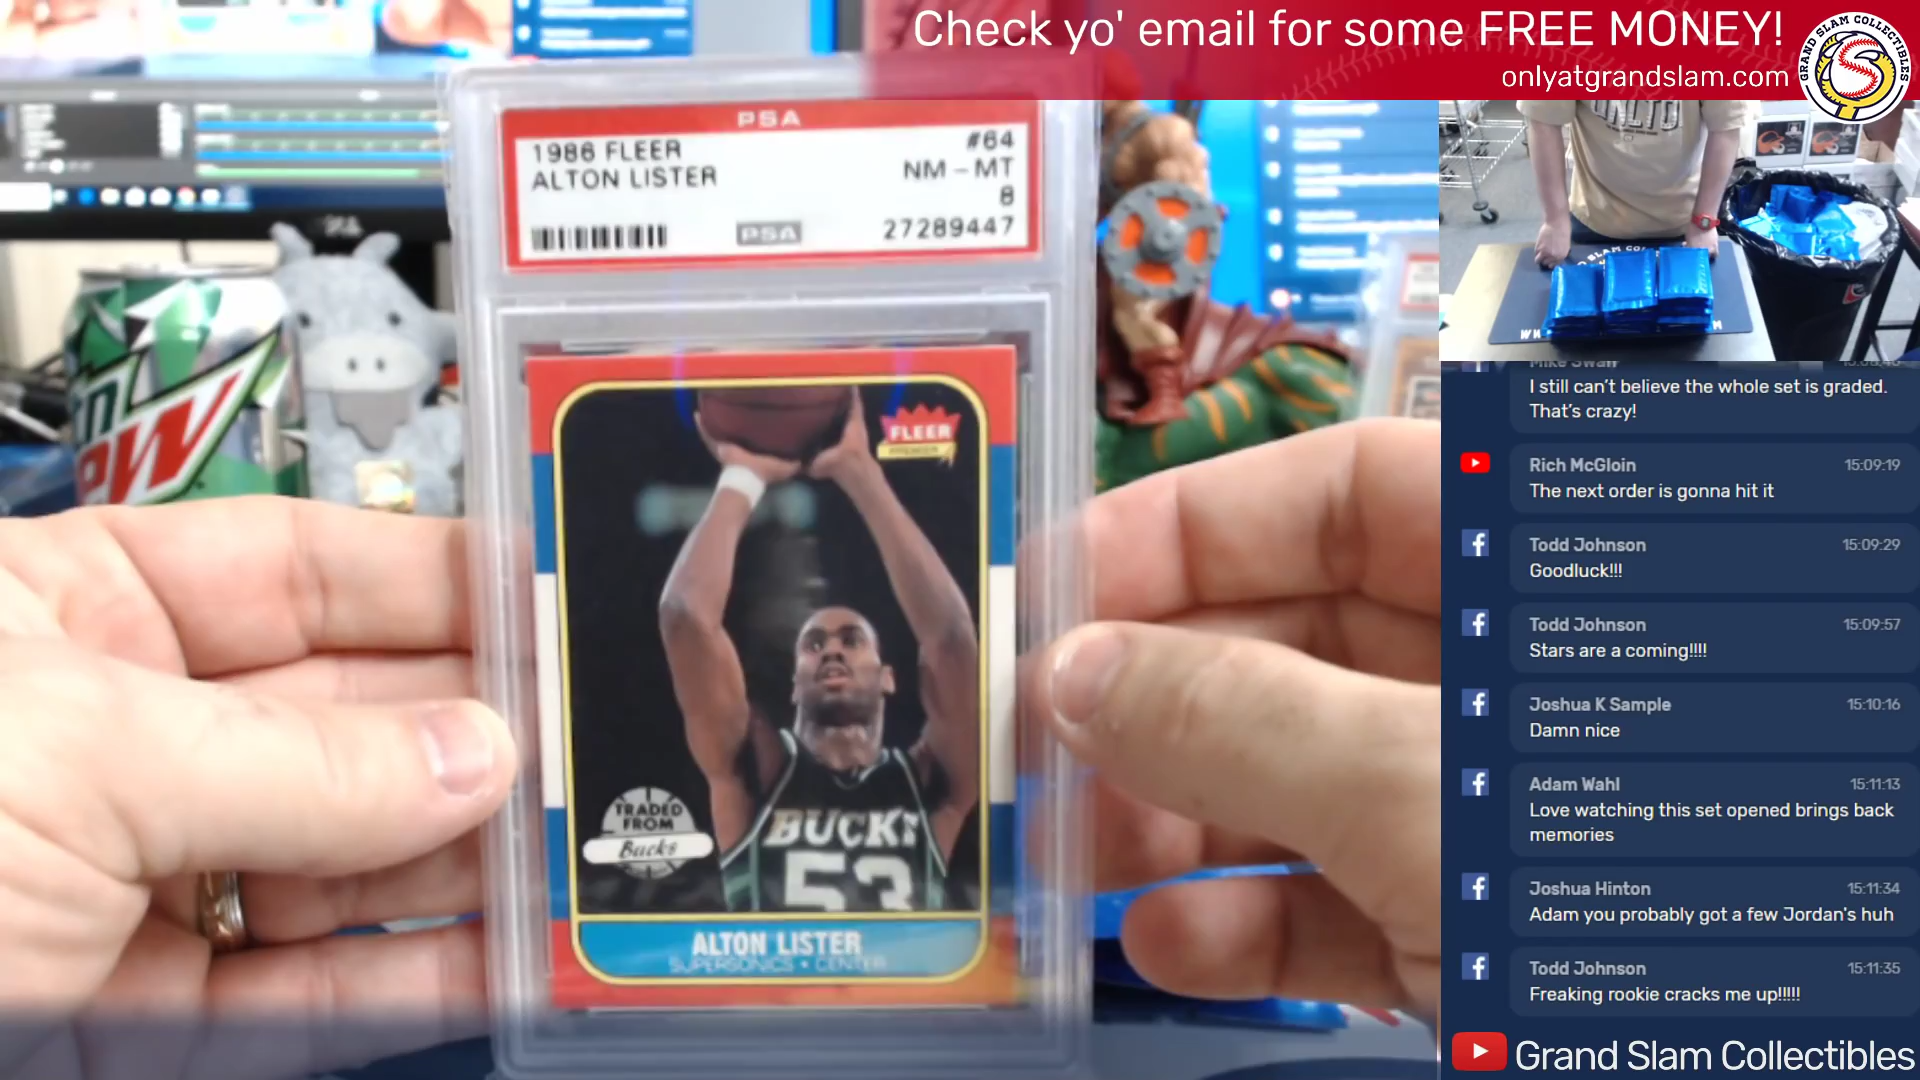 Check yo' email for some FREE MONEY!
onlyatgrandslam.com
GRAND SLAM COLLECTIBLES
PSA
1986 FLEER #64
ALTON LISTER NM - MT
8
PSA 27289447
FLEER
PREMIER
TRADED
FROM
Bucks
BUCKS
53
ALTON LISTER
SUPERSONICS • CENTER
Dew
Mike Swan
I still can't believe the whole set is graded.
That's crazy!
Rich McGloin 15:09:19
The next order is gonna hit it
Todd Johnson 15:09:29
Goodluck!!!
Todd Johnson 15:09:57
Stars are a coming!!!!
Joshua K Sample 15:10:16
Damn nice
Adam Wahl 15:11:13
Love watching this set opened brings back
memories
Joshua Hinton 15:11:34
Adam you probably got a few Jordan's huh
Todd Johnson 15:11:35
Freaking rookie cracks me up!!!!!
Grand Slam Collectibles